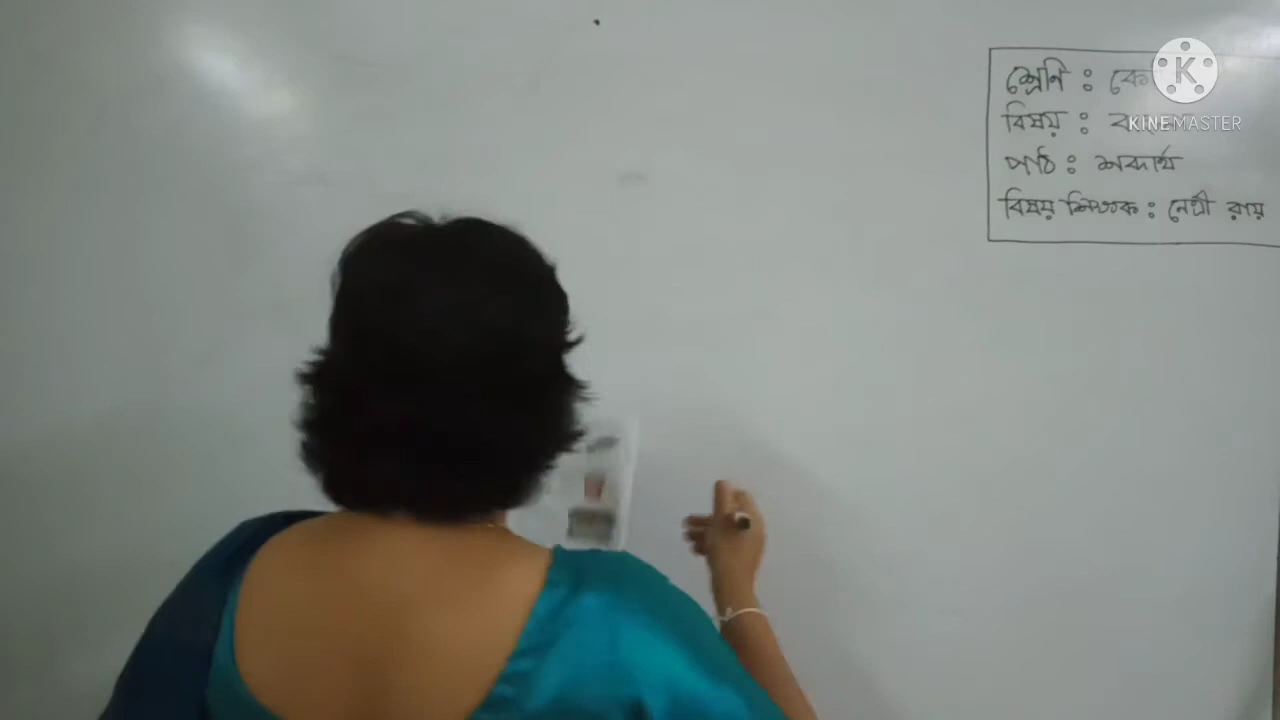 শ্রেণি : কে
বিষয় :
পাঠ : শব্দার্থ
বিষয় শিক্ষক : নেত্রী রায়
K
KINEMASTER